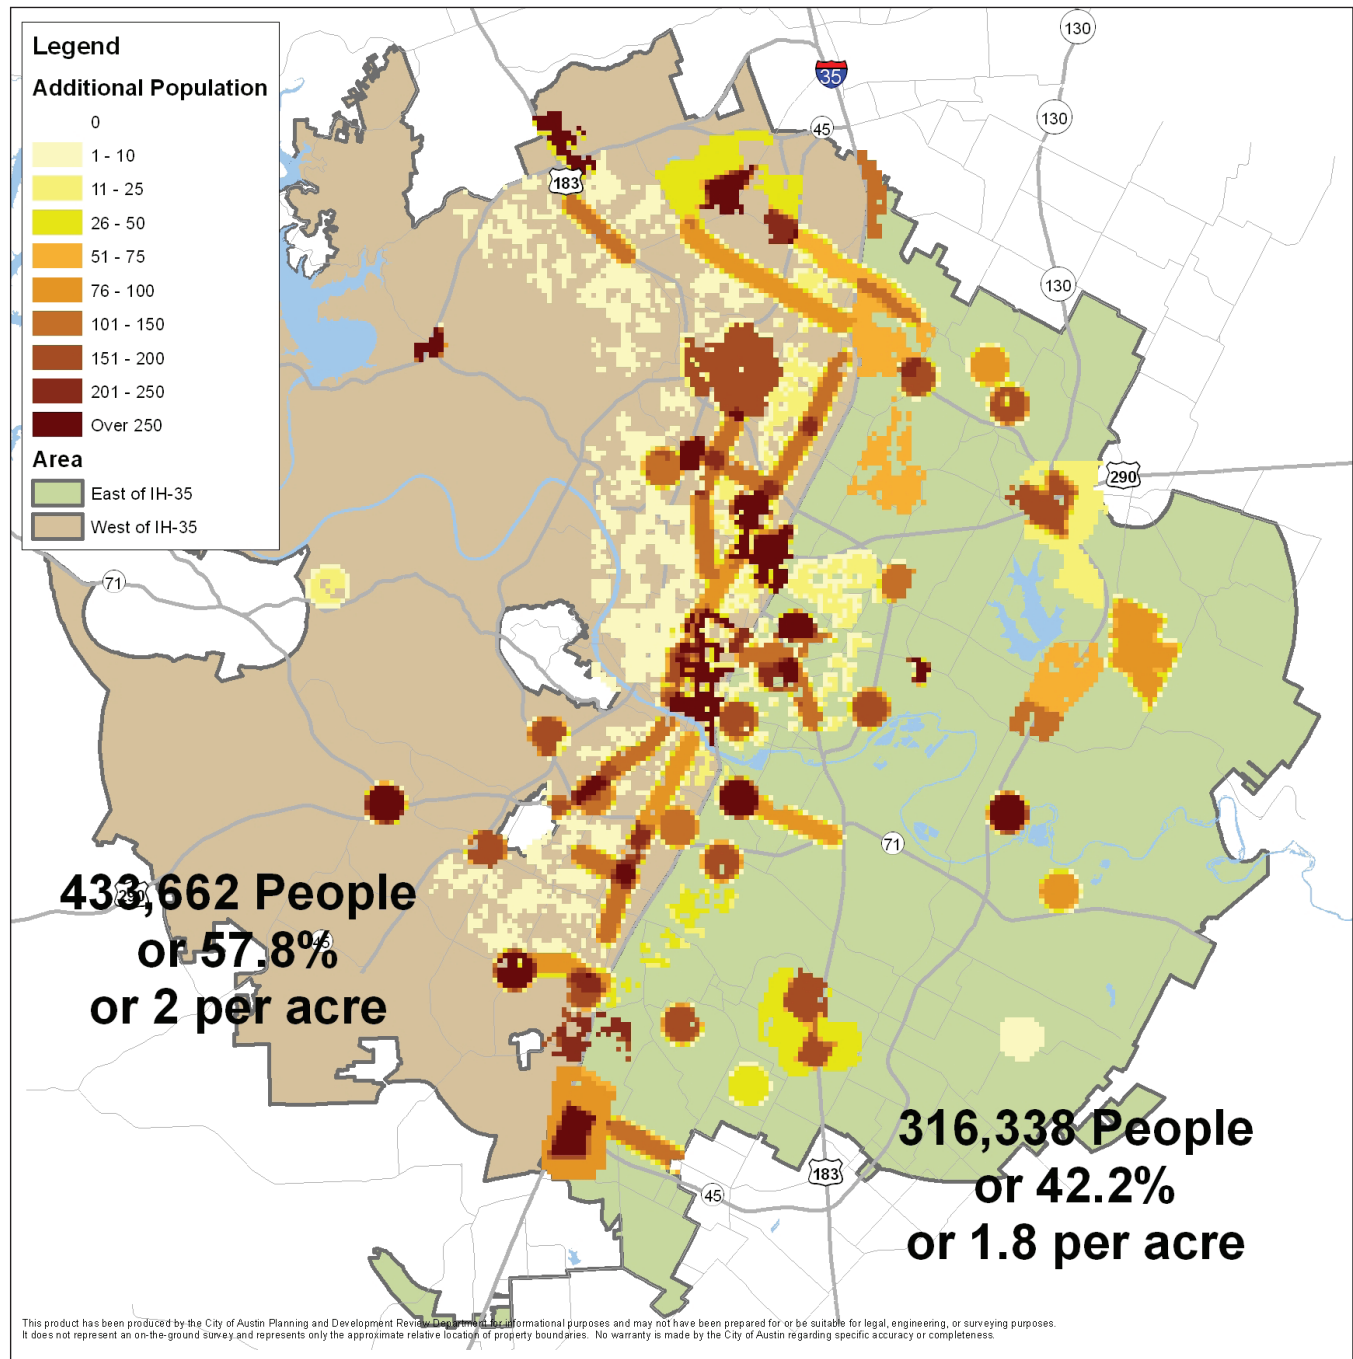 Legend
Additional Population
0
1 - 10
11 - 25
26 - 50
51 - 75
76 - 100
101 - 150
151 - 200
201 - 250
Over 250
Area
East of IH-35
West of IH-35
130
35
130
45
183
130
290
71
71
290
45
433,662 People
or 57.8%
or 2 per acre
316,338 People
or 42.2%
or 1.8 per acre
183
45
This product has been produced by the City of Austin Planning and Development Review Department for informational purposes and may not have been prepared for or be suitable for legal, engineering, or surveying purposes.
It does not represent an on-the-ground survey and represents only the approximate relative location of property boundaries. No warranty is made by the City of Austin regarding specific accuracy or completeness.